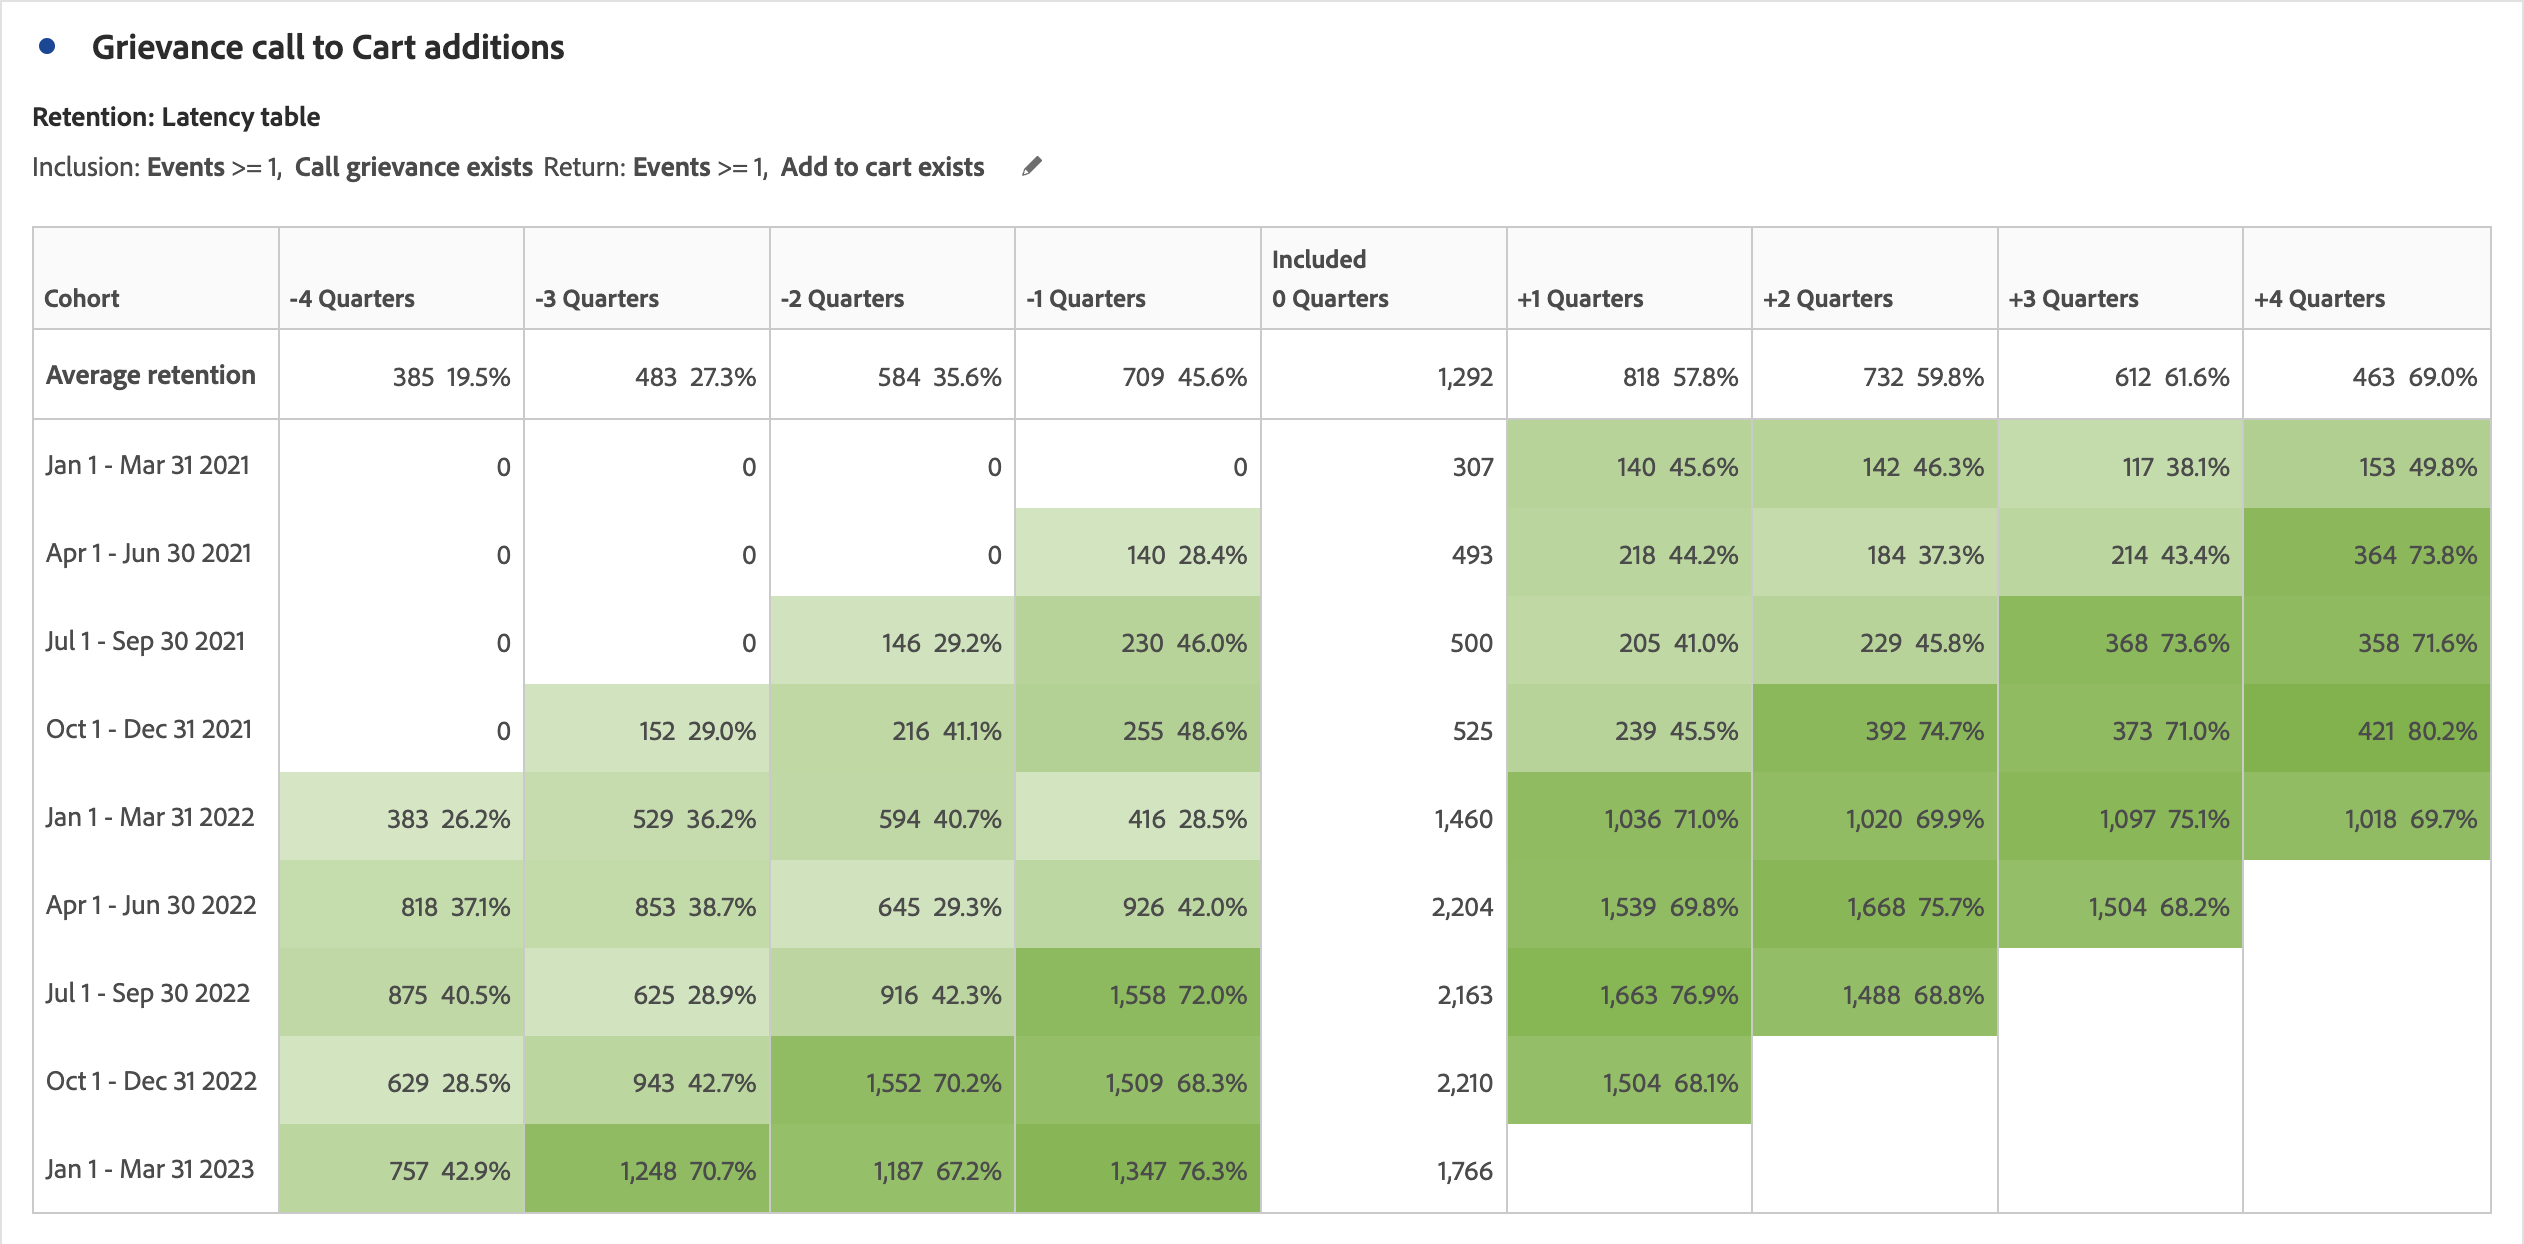 Grievance call to Cart additions
Retention: Latency table
Inclusion: Events >= 1, Call grievance exists Return: Events >= 1, Add to cart exists
Included
Cohort -4 Quarters -3 Quarters -2 Quarters -1 Quarters 0 Quarters +1 Quarters +2 Quarters +3 Quarters +4 Quarters
Average retention 385 19.5% 483 27.3% 584 35.6% 709 45.6% 1,292 818 57.8% 732 59.8% 612 61.6% 463 69.0%
Jan 1 - Mar 31 2021 0 0 0 0 307 140 45.6% 142 46.3% 117 38.1% 153 49.8%
Apr 1 - Jun 30 2021 0 0 0 140 28.4% 493 218 44.2% 184 37.3% 214 43.4% 364 73.8%
Jul 1 - Sep 30 2021 0 0 146 29.2% 230 46.0% 500 205 41.0% 229 45.8% 368 73.6% 358 71.6%
Oct 1 - Dec 31 2021 0 152 29.0% 216 41.1% 255 48.6% 525 239 45.5% 392 74.7% 373 71.0% 421 80.2%
Jan 1 - Mar 31 2022 383 26.2% 529 36.2% 594 40.7% 416 28.5% 1,460 1,036 71.0% 1,020 69.9% 1,097 75.1% 1,018 69.7%
Apr 1 - Jun 30 2022 818 37.1% 853 38.7% 645 29.3% 926 42.0% 2,204 1,539 69.8% 1,668 75.7% 1,504 68.2%
Jul 1 - Sep 30 2022 875 40.5% 625 28.9% 916 42.3% 1,558 72.0% 2,163 1,663 76.9% 1,488 68.8%
Oct 1 - Dec 31 2022 629 28.5% 943 42.7% 1,552 70.2% 1,509 68.3% 2,210 1,504 68.1%
Jan 1 - Mar 31 2023 757 42.9% 1,248 70.7% 1,187 67.2% 1,347 76.3% 1,766